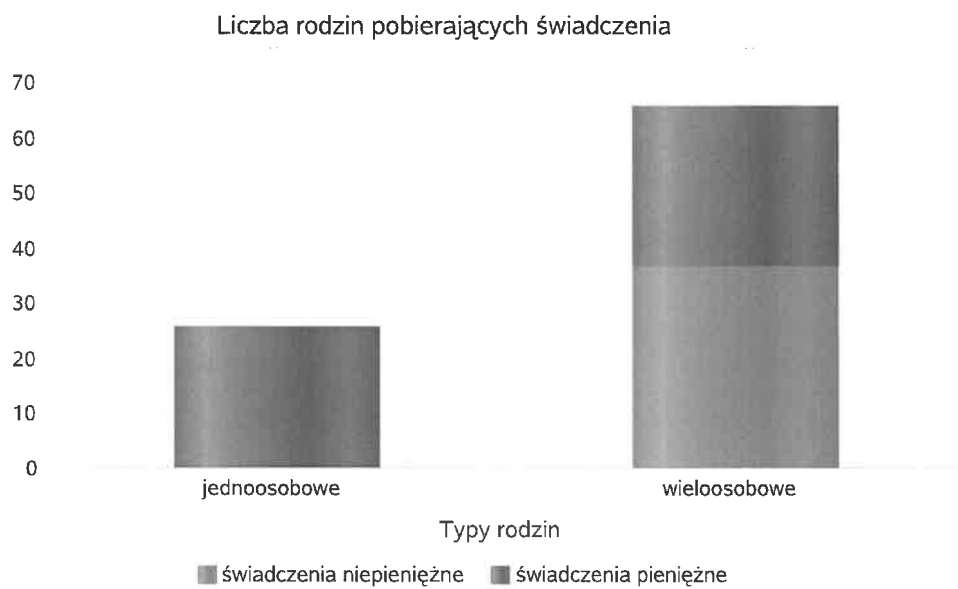 Liczba rodzin pobierających świadczenia
70
60
50
40
30
20
10
0
jednoosobowe wieloosobowe
Typy rodzin
świadczenia niepieniężne świadczenia pieniężne